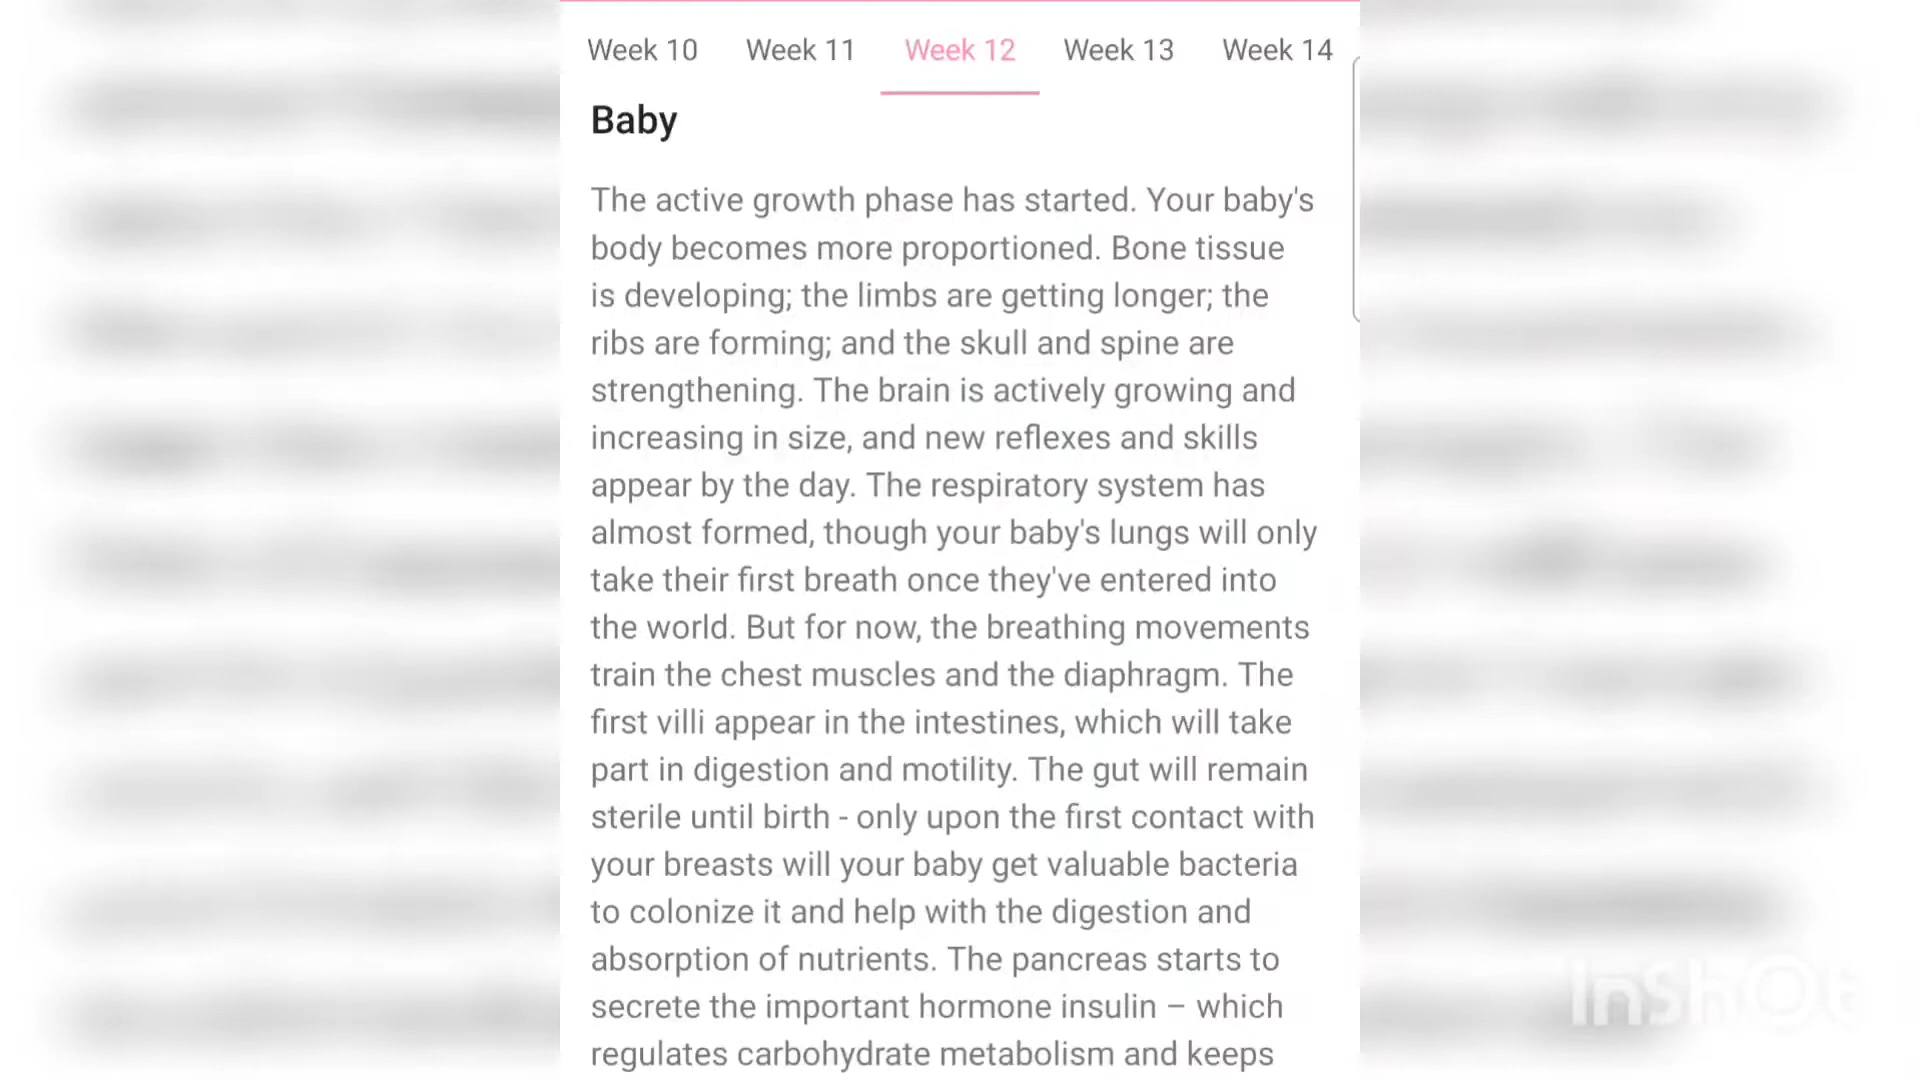 Week 10 Week 11 Week 12 Week 13 Week 14
Baby
The active growth phase has started. Your baby's
body becomes more proportioned. Bone tissue
is developing; the limbs are getting longer; the
ribs are forming; and the skull and spine are
strengthening. The brain is actively growing and
increasing in size, and new reflexes and skills
appear by the day. The respiratory system has
almost formed, though your baby's lungs will only
take their first breath once they've entered into
the world. But for now, the breathing movements
train the chest muscles and the diaphragm. The
first villi appear in the intestines, which will take
part in digestion and motility. The gut will remain
sterile until birth - only upon the first contact with
your breasts will your baby get valuable bacteria
to colonize it and help with the digestion and
absorption of nutrients. The pancreas starts to
secrete the important hormone insulin – which
regulates carbohydrate metabolism and keeps
InShOt